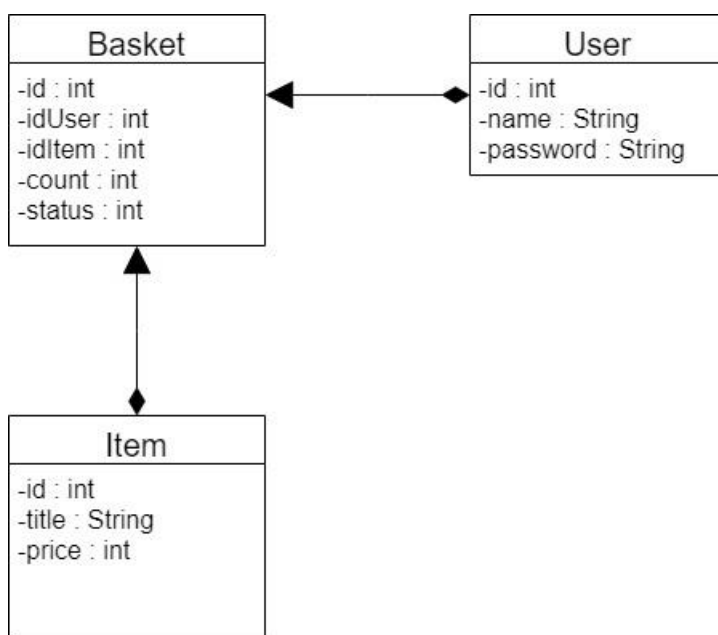 Basket
-id : int
-idUser : int
-idItem : int
-count : int
-status : int
User
-id : int
-name : String
-password : String
Item
-id : int
-title : String
-price : int